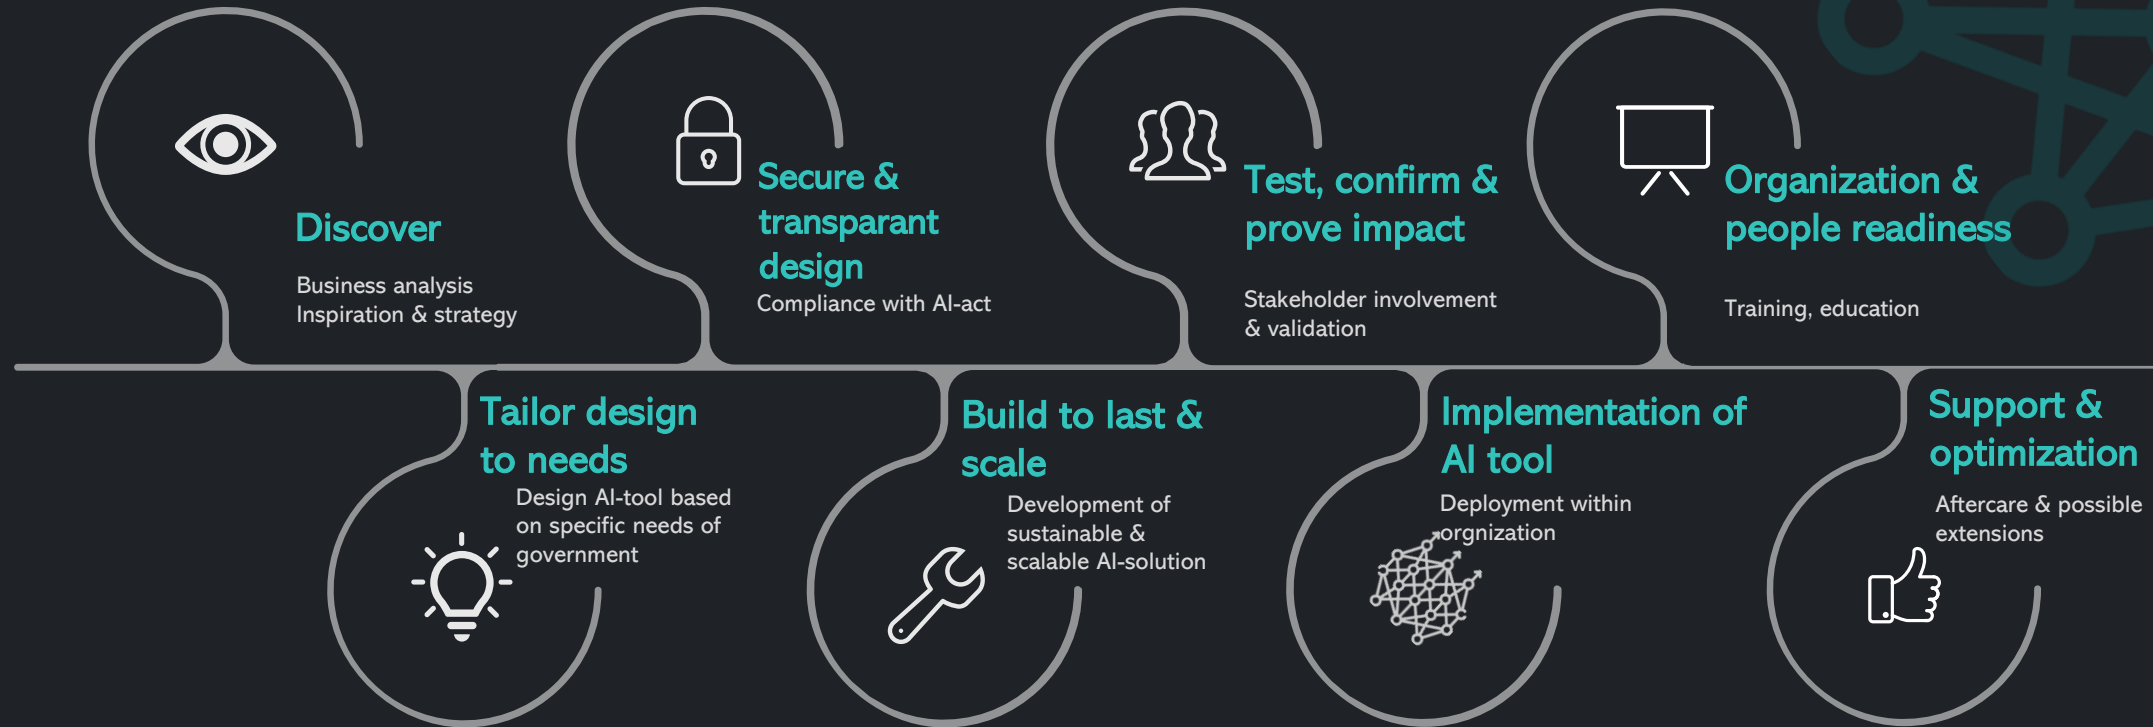 Discover
Business analysis
Inspiration & strategy
Tailor design
to needs
Design AI-tool based
on specific needs of
government
Secure &
transparant
design
Compliance with AI-act
Build to last &
scale
Development of
sustainable &
scalable AI-solution
Test, confirm &
prove impact
Stakeholder involvement
& validation
Implementation of
AI tool
Deployment within
orgnization
Organization &
people readiness
Training, education
Support &
optimization
Aftercare & possible
extensions